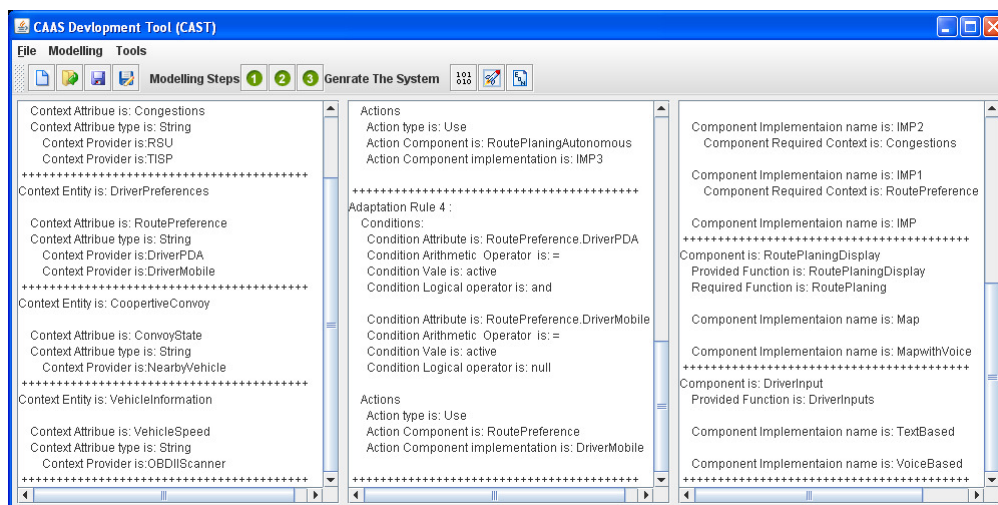 CAAS Devlopment Tool (CAST)
File Modelling Tools
Modelling Steps 1 2 3 Genrate The System 101 010
Context Attribue is: Congestions
Context Attribue type is: String
Context Provider is:RSU
Context Provider is:TISP
+++++++++++++++++++++++++++++++++++++++++
Context Entity is: DriverPreferences
Context Attribue is: RoutePreference
Context Attribue type is: String
Context Provider is:DriverPDA
Context Provider is:DriverMobile
+++++++++++++++++++++++++++++++++++++++++
Context Entity is: CoopertiveConvoy
Context Attribue is: ConvoyState
Context Attribue type is: String
Context Provider is:NearbyVehicle
+++++++++++++++++++++++++++++++++++++++++
Context Entity is: VehicleInformation
Context Attribue is: VehicleSpeed
Context Attribue type is: String
Context Provider is:OBDIIScanner
+++++++++++++++++++++++++++++++++++++++++
Actions
Action type is: Use
Action Component is: RoutePlaningAutonomous
Action Component implementation is: IMP3
+++++++++++++++++++++++++++++++++++++++++
Adaptation Rule 4 :
Conditions:
Condition Attribute is: RoutePreference.DriverPDA
Condition Arithmetic Operator is: =
Condition Vale is: active
Condition Logical operator is: and
Condition Attribute is: RoutePreference.DriverMobile
Condition Arithmetic Operator is: =
Condition Vale is: active
Condition Logical operator is: null
Actions
Action type is: Use
Action Component is: RoutePreference
Action Component implementation is: DriverMobile
+++++++++++++++++++++++++++++++++++++++++
Component Implementaion name is: IMP2
Component Required Context is: Congestions
Component Implementaion name is: IMP1
Component Required Context is: RoutePreference
Component Implementaion name is: IMP
+++++++++++++++++++++++++++++++++++++++++
Component is: RoutePlaningDisplay
Provided Function is: RoutePlaningDisplay
Required Function is: RoutePlaning
Component Implementaion name is: Map
Component Implementaion name is: MapwithVoice
+++++++++++++++++++++++++++++++++++++++++
Component is: DriverInput
Provided Function is: DriverInputs
Component Implementaion name is: TextBased
Component Implementaion name is: VoiceBased
+++++++++++++++++++++++++++++++++++++++++